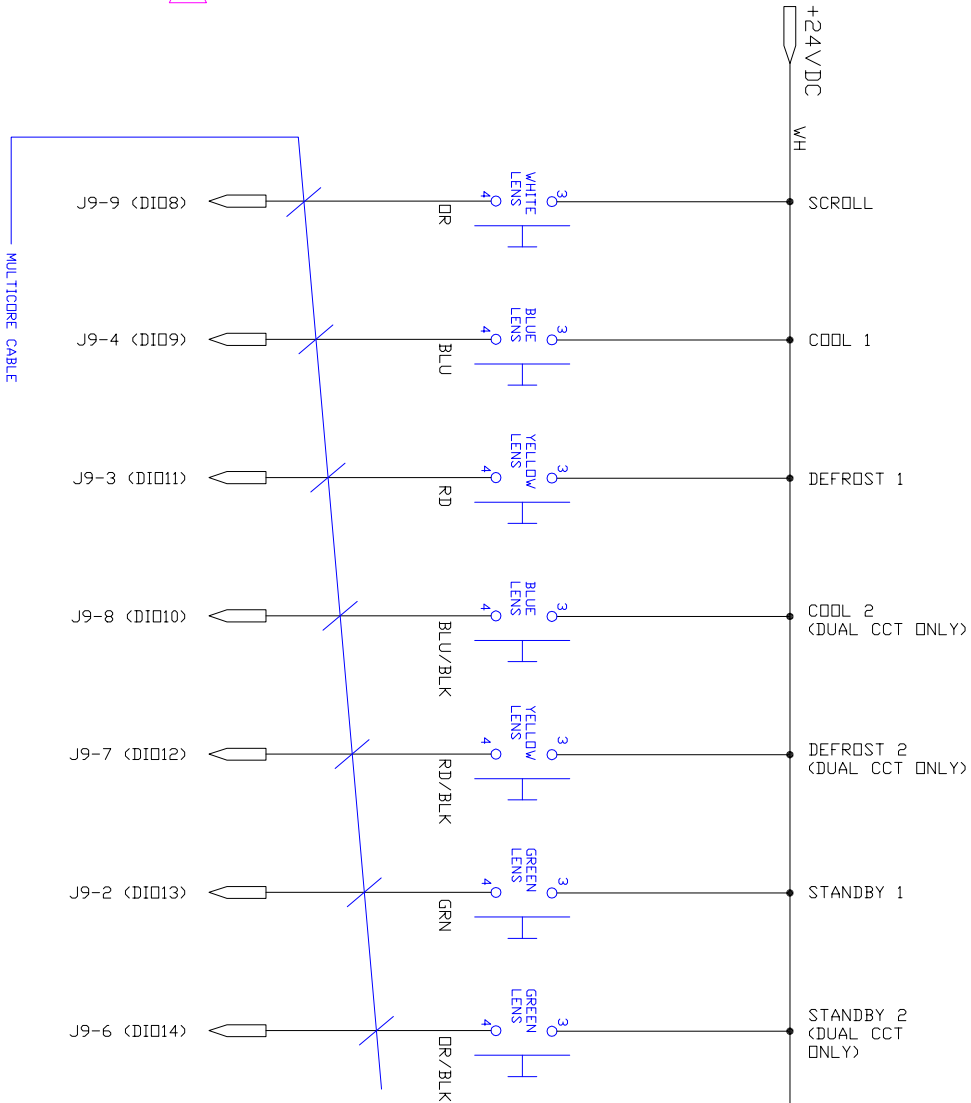 +24VDC
WH
J9-9 (DIO8)
OR
4
WHITE
LENS
3
SCROLL
J9-4 (DIO9)
BLU
4
BLUE
LENS
3
COOL 1
MULTICORE CABLE
J9-3 (DIO11)
RD
4
YELLOW
LENS
3
DEFROST 1
J9-8 (DIO10)
BLU/BLK
4
BLUE
LENS
3
COOL 2
(DUAL CCT ONLY)
J9-7 (DIO12)
RD/BLK
4
YELLOW
LENS
3
DEFROST 2
(DUAL CCT ONLY)
J9-2 (DIO13)
GRN
4
GREEN
LENS
3
STANDBY 1
J9-6 (DIO14)
OR/BLK
4
GREEN
LENS
3
STANDBY 2
(DUAL CCT
ONLY)